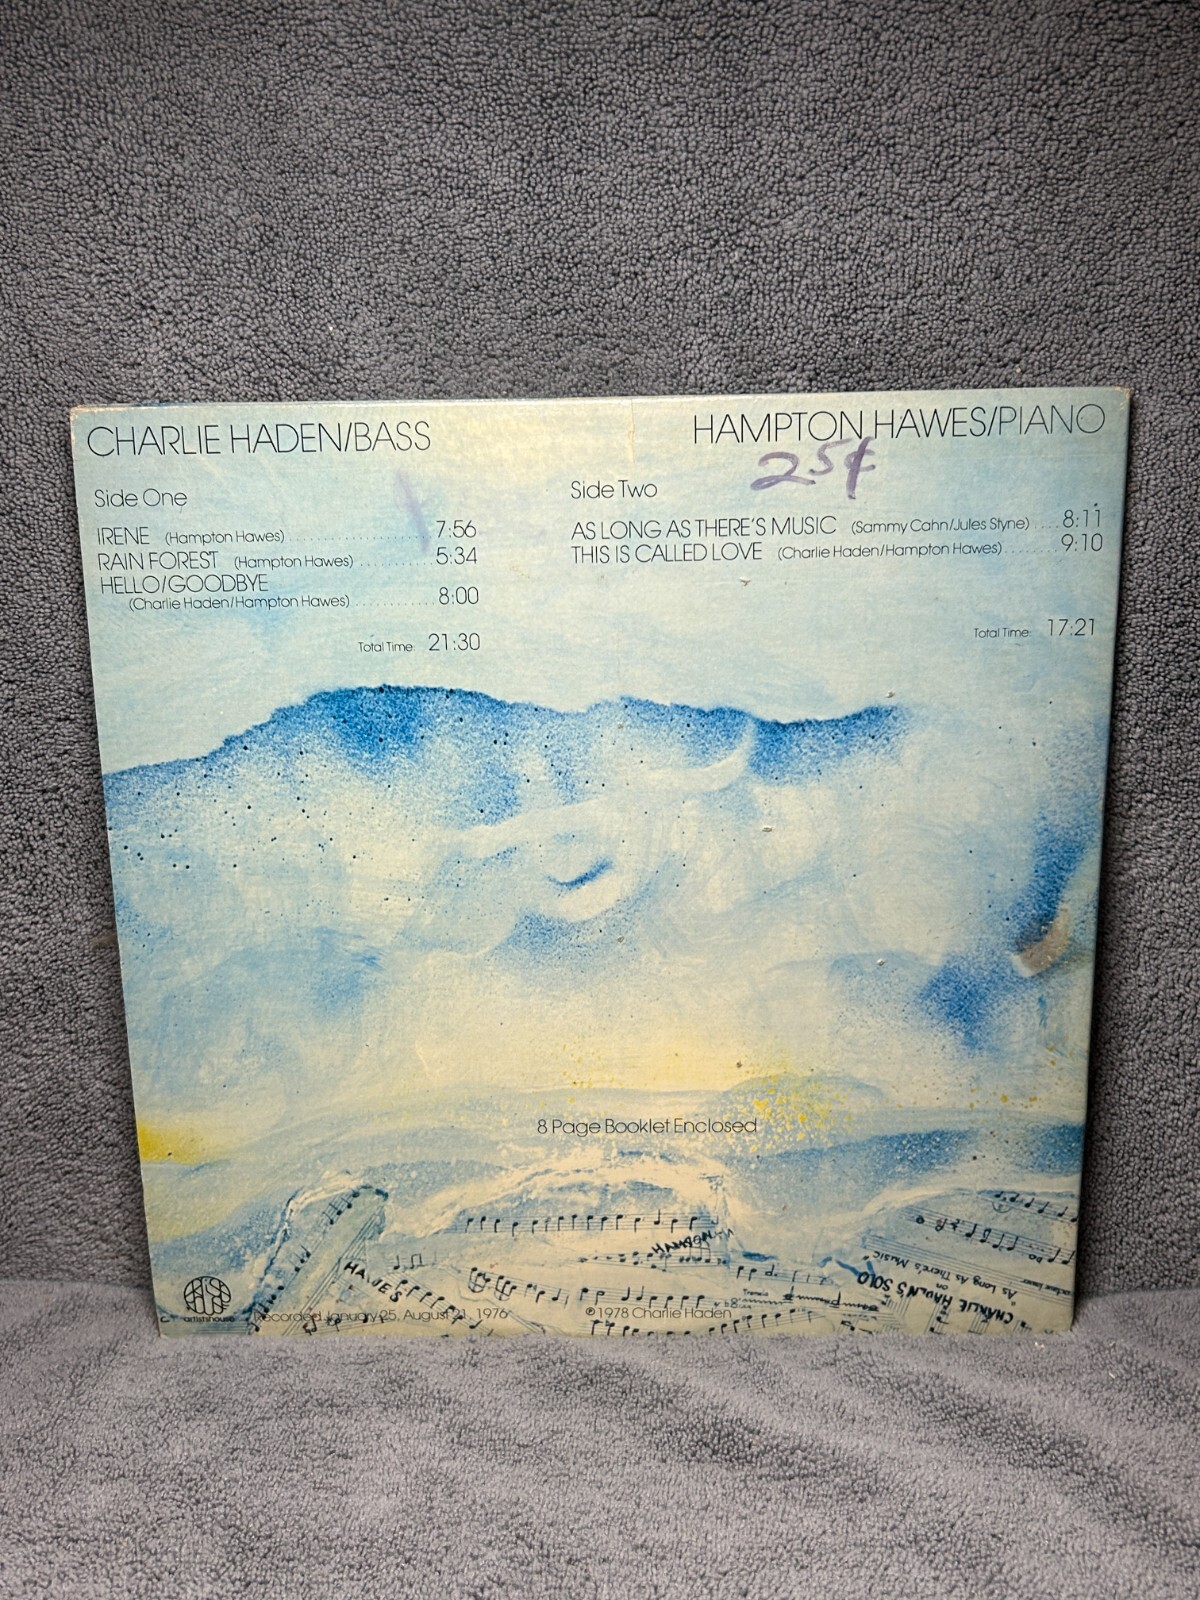 CHARLIE HADEN/BASS
HAMPTON HAWES/PIANO
25¢
Side One
IRENE (Hampton Hawes) 7:56
RAIN FOREST (Hampton Hawes) 5:34
HELLO/GOODBYE
(Charlie Haden/Hampton Hawes) 8:00
Total Time: 21:30
Side Two
AS LONG AS THERE'S MUSIC (Sammy Cahn/Jules Styne) 8:11
THIS IS CALLED LOVE (Charlie Haden/Hampton Hawes) 9:10
Total Time: 17:21
8 Page Booklet Enclosed
HAWES
CHARLIE HADEN'S SOLO
on
As Long As There's Music
artists house
Recorded January 25, August 21, 1976
℗1978 Charlie Haden